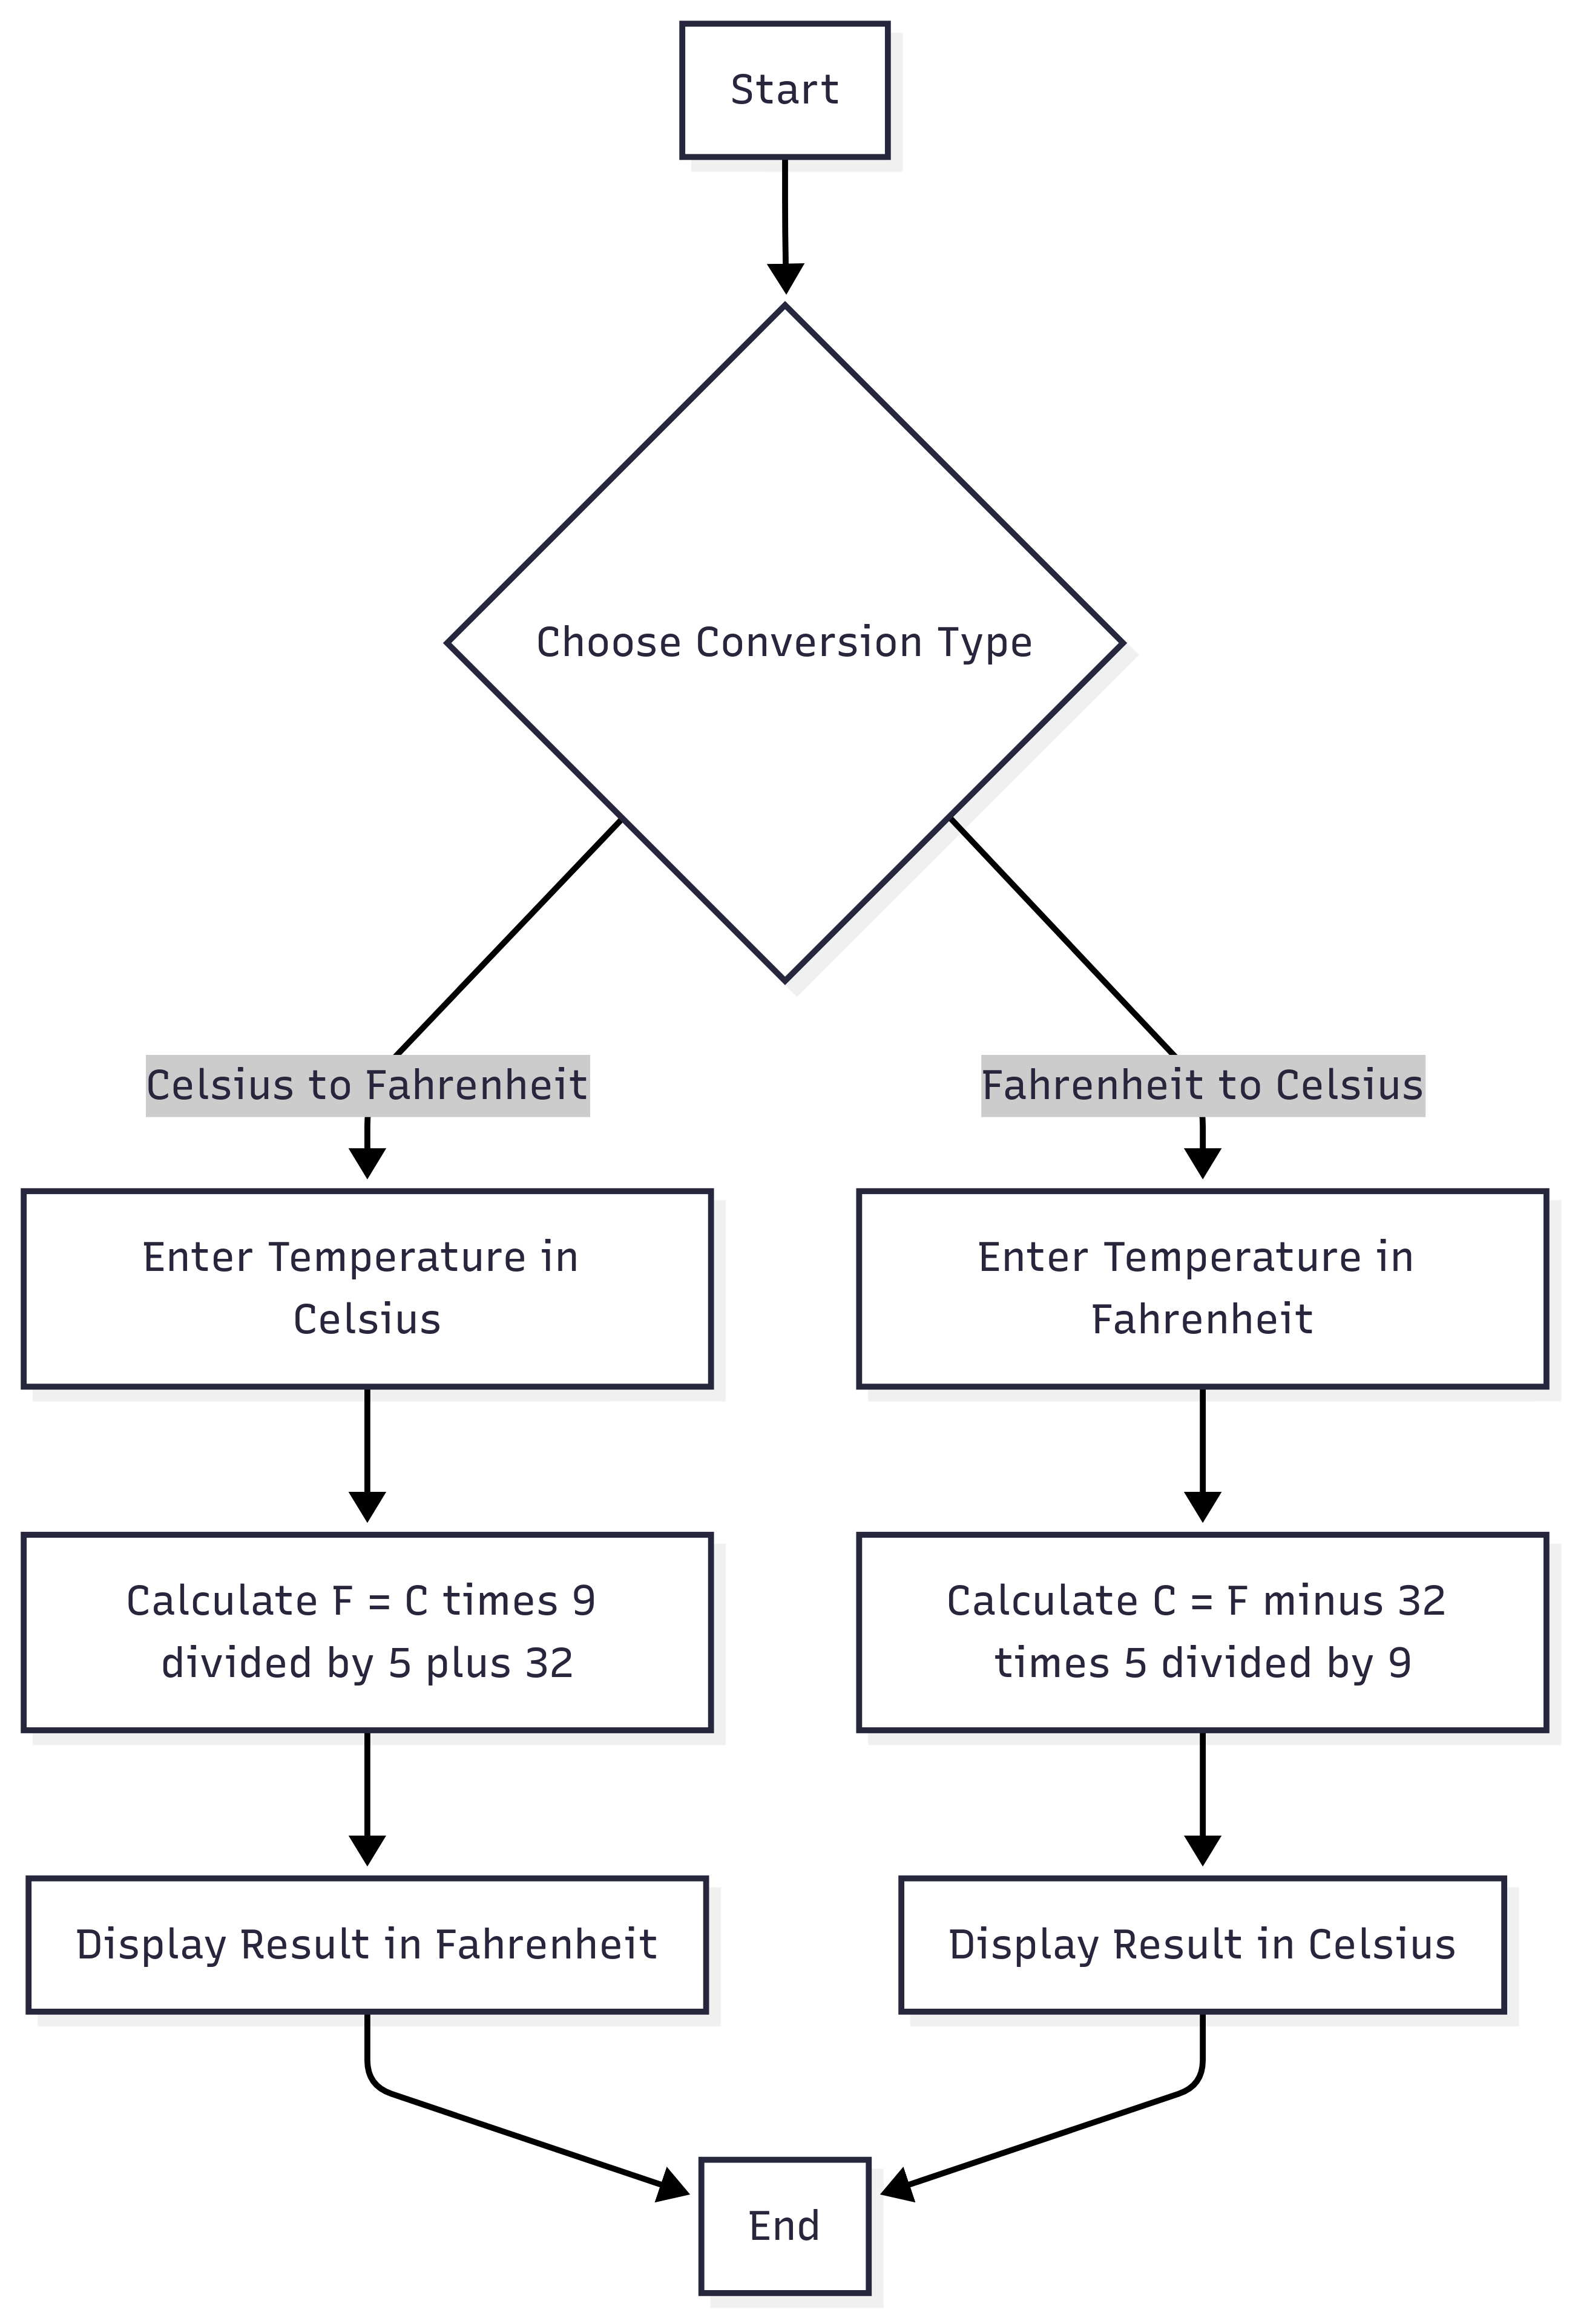 Start
Choose Conversion Type
Celsius to Fahrenheit
Fahrenheit to Celsius
Enter Temperature in
Celsius
Enter Temperature in
Fahrenheit
Calculate F = C times 9
divided by 5 plus 32
Calculate C = F minus 32
times 5 divided by 9
Display Result in Fahrenheit
Display Result in Celsius
End